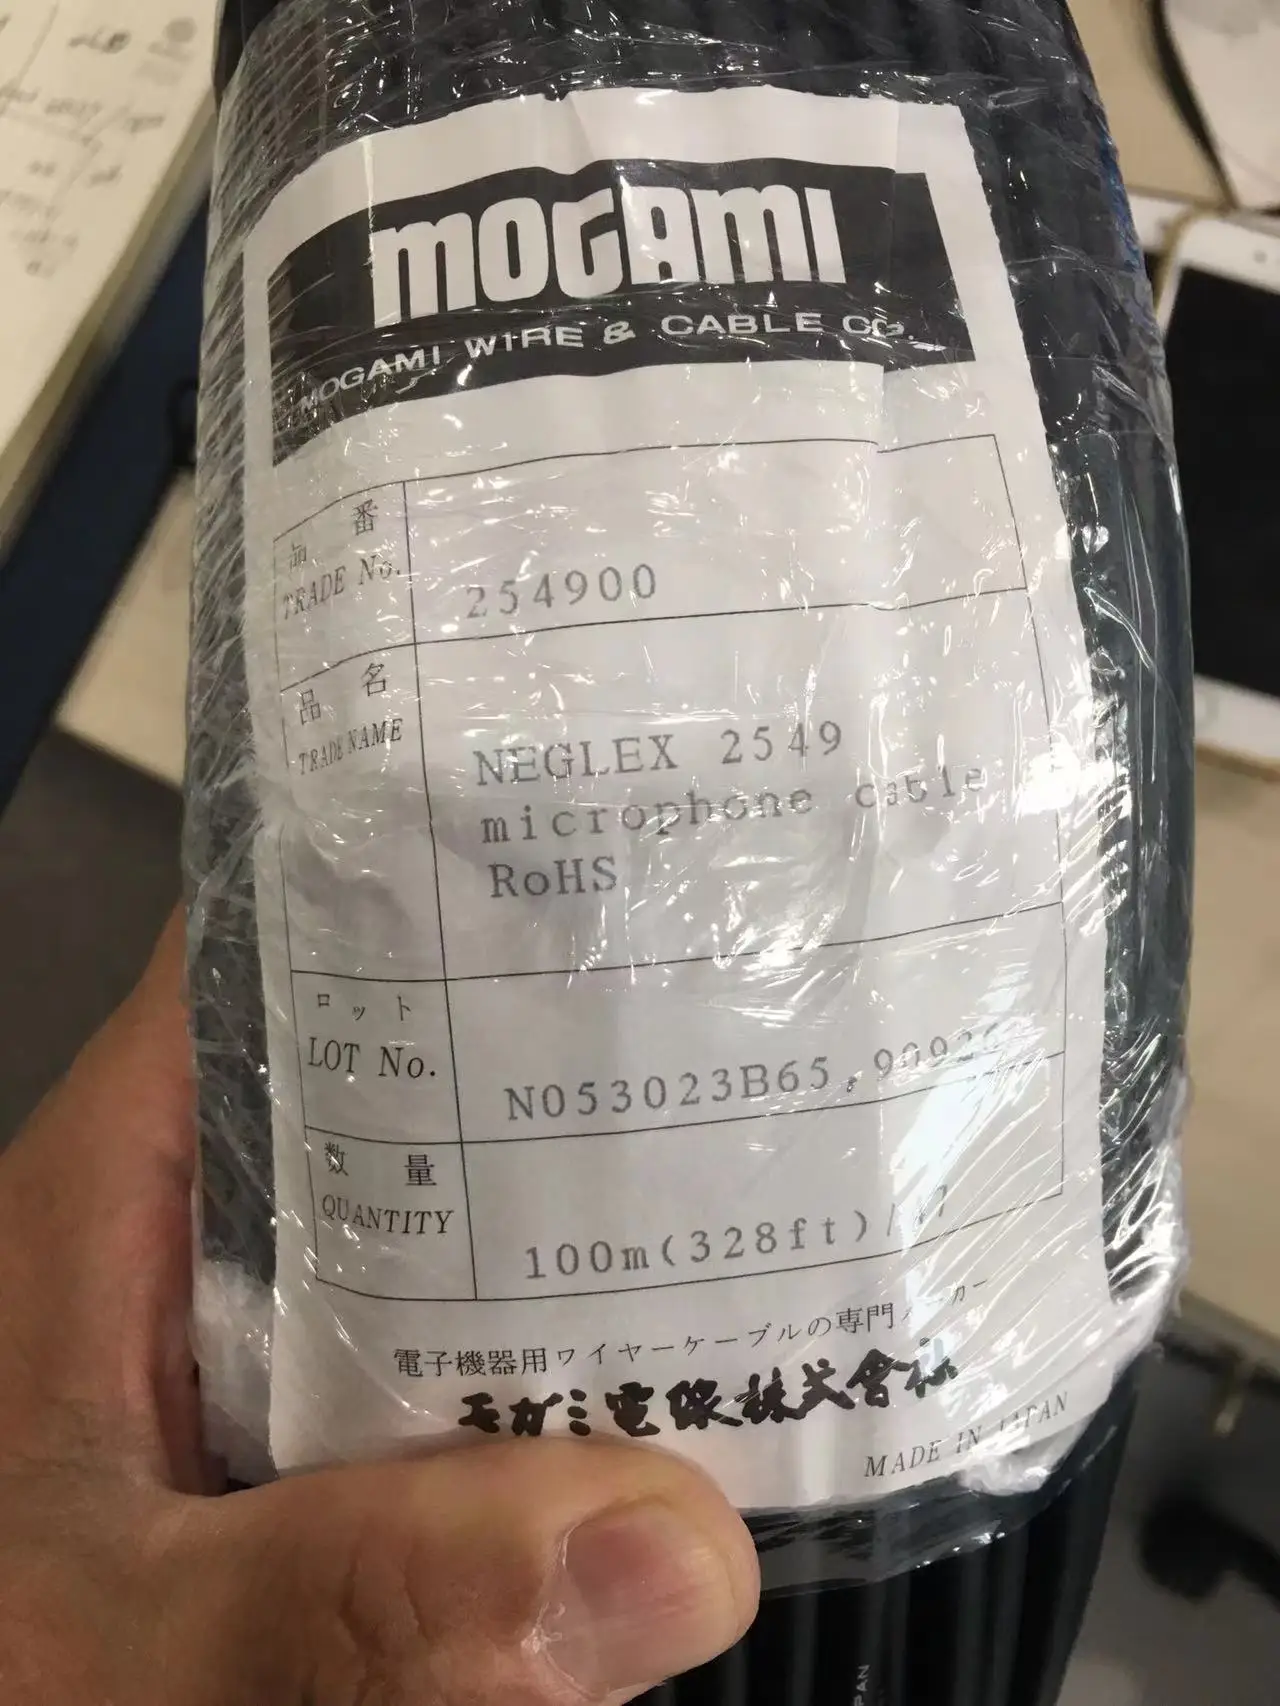 mogami
MOGAMI WIRE & CABLE CO.
品 番
TRADE No.
254900
品 名
TRADE NAME
NEGLEX 2549
microphone cable
RoHS
ロット
LOT No.
N053023B65,
数 量
QUANTITY
100m(328ft)
電子機器用ワイヤーケーブルの専門メーカー
モガミ電線株式會社
MADE IN JAPAN
PAN